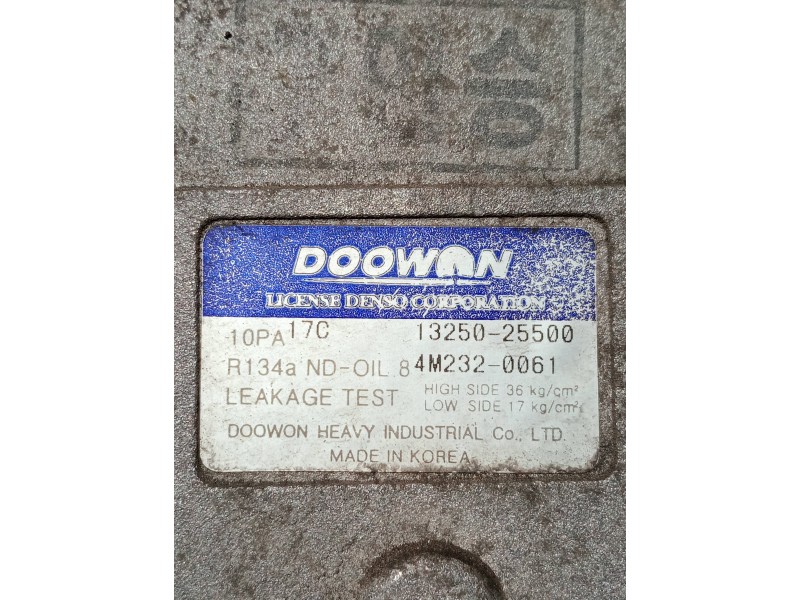 DOOWON
LICENSE DENSO CORPORATION
10PA17C 13250-25500
R134a ND-OIL 8 4M232-0061
LEAKAGE TEST HIGH SIDE 36 kg/cm²
LOW SIDE 17 kg/cm²
DOOWON HEAVY INDUSTRIAL Co., LTD.
MADE IN KOREA